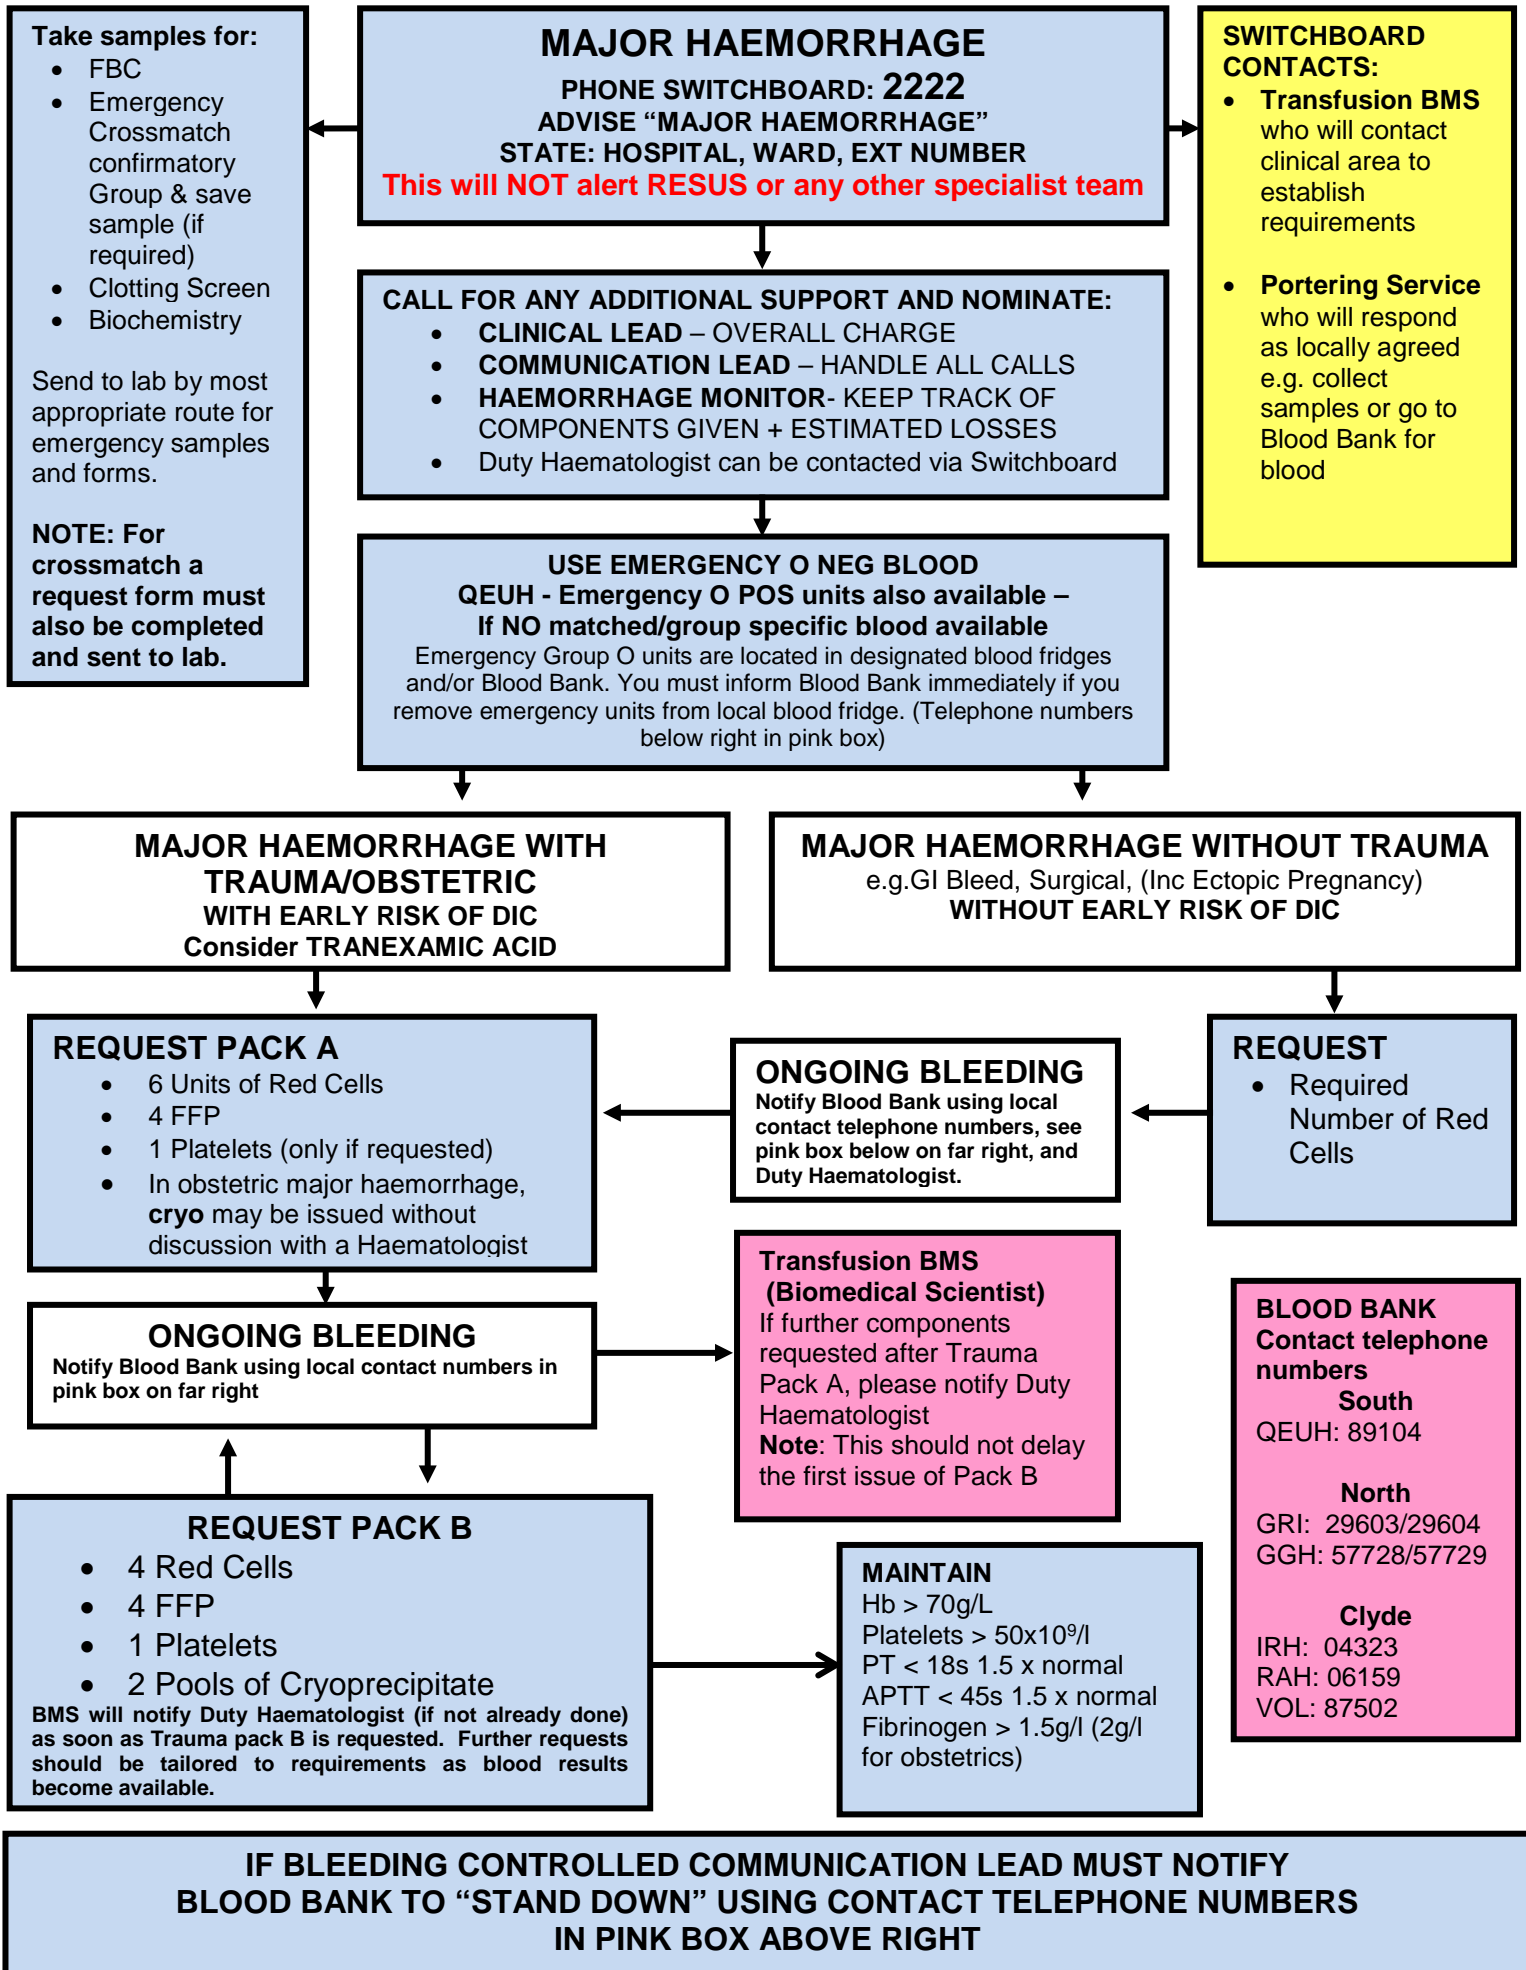 Take samples for:
• FBC
• Emergency
Crossmatch
confirmatory
Group & save
sample (if
required)
• Clotting Screen
• Biochemistry
Send to lab by most
appropriate route for
emergency samples
and forms.
NOTE: For
crossmatch a
request form must
also be completed
and sent to lab.
MAJOR HAEMORRHAGE
PHONE SWITCHBOARD: 2222
ADVISE “MAJOR HAEMORRHAGE”
STATE: HOSPITAL, WARD, EXT NUMBER
This will NOT alert RESUS or any other specialist team
SWITCHBOARD
CONTACTS:
• Transfusion BMS
who will contact
clinical area to
establish
requirements
• Portering Service
who will respond
as locally agreed
e.g. collect
samples or go to
Blood Bank for
blood
CALL FOR ANY ADDITIONAL SUPPORT AND NOMINATE:
• CLINICAL LEAD – OVERALL CHARGE
• COMMUNICATION LEAD – HANDLE ALL CALLS
• HAEMORRHAGE MONITOR- KEEP TRACK OF
COMPONENTS GIVEN + ESTIMATED LOSSES
• Duty Haematologist can be contacted via Switchboard
USE EMERGENCY O NEG BLOOD
QEUH - Emergency O POS units also available –
If NO matched/group specific blood available
Emergency Group O units are located in designated blood fridges
and/or Blood Bank. You must inform Blood Bank immediately if you
remove emergency units from local blood fridge. (Telephone numbers
below right in pink box)
MAJOR HAEMORRHAGE WITH
TRAUMA/OBSTETRIC
WITH EARLY RISK OF DIC
Consider TRANEXAMIC ACID
MAJOR HAEMORRHAGE WITHOUT TRAUMA
e.g.GI Bleed, Surgical, (Inc Ectopic Pregnancy)
WITHOUT EARLY RISK OF DIC
REQUEST PACK A
• 6 Units of Red Cells
• 4 FFP
• 1 Platelets (only if requested)
• In obstetric major haemorrhage,
cryo may be issued without
discussion with a Haematologist
ONGOING BLEEDING
Notify Blood Bank using local
contact telephone numbers, see
pink box below on far right, and
Duty Haematologist.
REQUEST
• Required
Number of Red
Cells
ONGOING BLEEDING
Notify Blood Bank using local contact numbers in
pink box on far right
Transfusion BMS
(Biomedical Scientist)
If further components
requested after Trauma
Pack A, please notify Duty
Haematologist
Note: This should not delay
the first issue of Pack B
BLOOD BANK
Contact telephone
numbers
South
QEUH: 89104
North
GRI: 29603/29604
GGH: 57728/57729
Clyde
IRH: 04323
RAH: 06159
VOL: 87502
REQUEST PACK B
• 4 Red Cells
• 4 FFP
• 1 Platelets
• 2 Pools of Cryoprecipitate
BMS will notify Duty Haematologist (if not already done)
as soon as Trauma pack B is requested. Further requests
should be tailored to requirements as blood results
become available.
MAINTAIN
Hb > 70g/L
Platelets > 50x10⁹/l
PT < 18s 1.5 x normal
APTT < 45s 1.5 x normal
Fibrinogen > 1.5g/l (2g/l
for obstetrics)
IF BLEEDING CONTROLLED COMMUNICATION LEAD MUST NOTIFY
BLOOD BANK TO “STAND DOWN” USING CONTACT TELEPHONE NUMBERS
IN PINK BOX ABOVE RIGHT